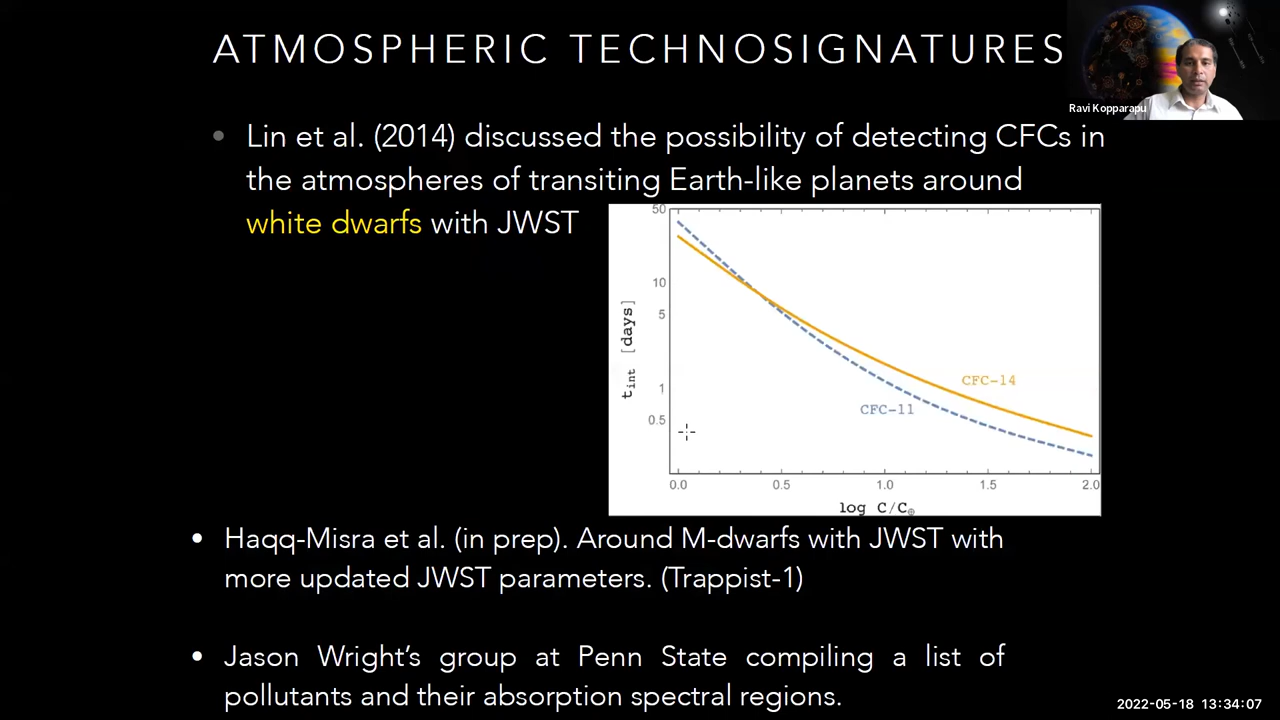 ATMOSPHERIC TECHNOSIGNATURES
Ravi Kopparapu
• Lin et al. (2014) discussed the possibility of detecting CFCs in
the atmospheres of transiting Earth-like planets around
white dwarfs with JWST
50
10
5
1
0.5
t_int [days]
CFC-14
CFC-11
0.0 0.5 1.0 1.5 2.0
log C/C⊕
• Haqq-Misra et al. (in prep). Around M-dwarfs with JWST with
more updated JWST parameters. (Trappist-1)
• Jason Wright's group at Penn State compiling a list of
pollutants and their absorption spectral regions.
2022-05-18 13:34:07